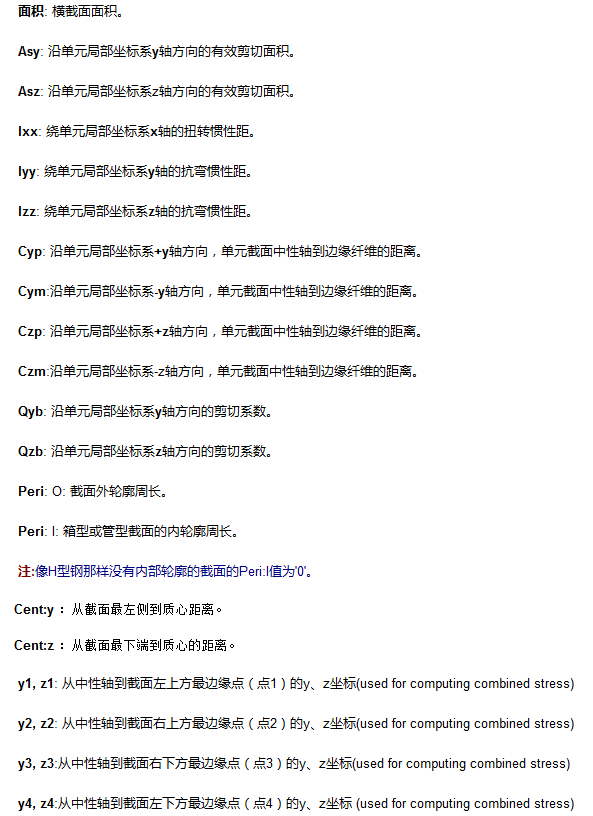 面积: 横截面面积。
Asy: 沿单元局部坐标系y轴方向的有效剪切面积。
Asz: 沿单元局部坐标系z轴方向的有效剪切面积。
Ixx: 绕单元局部坐标系x轴的扭转惯性距。
Iyy: 绕单元局部坐标系y轴的抗弯惯性距。
Izz: 绕单元局部坐标系z轴的抗弯惯性距。
Cyp: 沿单元局部坐标系+y轴方向，单元截面中性轴到边缘纤维的距离。
Cym:沿单元局部坐标系-y轴方向，单元截面中性轴到边缘纤维的距离。
Czp: 沿单元局部坐标系+z轴方向，单元截面中性轴到边缘纤维的距离。
Czm:沿单元局部坐标系-z轴方向，单元截面中性轴到边缘纤维的距离。
Qyb: 沿单元局部坐标系y轴方向的剪切系数。
Qzb: 沿单元局部坐标系z轴方向的剪切系数。
Peri: O: 截面外轮廓周长。
Peri: I: 箱型或管型截面的内轮廓周长。
注:像H型钢那样没有内部轮廓的截面的Peri:I值为'0'。
Cent:y ：从截面最左侧到质心距离。
Cent:z ：从截面最下端到质心的距离。
y1, z1: 从中性轴到截面左上方最边缘点（点1）的y、z坐标(used for computing combined stress)
y2, z2: 从中性轴到截面右上方最边缘点（点2）的y、z坐标(used for computing combined stress)
y3, z3:从中性轴到截面右下方最边缘点（点3）的y、z坐标(used for computing combined stress)
y4, z4:从中性轴到截面左下方最边缘点（点4）的y、z坐标 (used for computing combined stress)